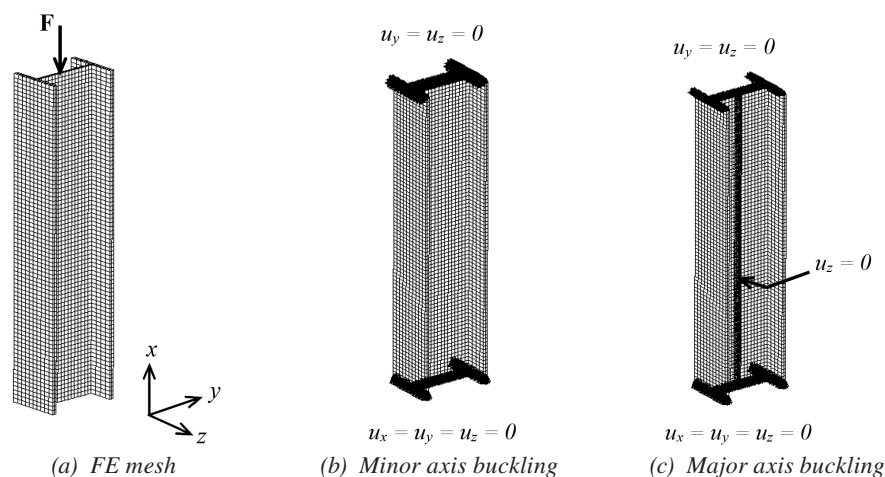 F
x
y
z
(a) FE mesh
u_y = u_z = 0
u_x = u_y = u_z = 0
(b) Minor axis buckling
u_y = u_z = 0
u_z = 0
u_x = u_y = u_z = 0
(c) Major axis buckling